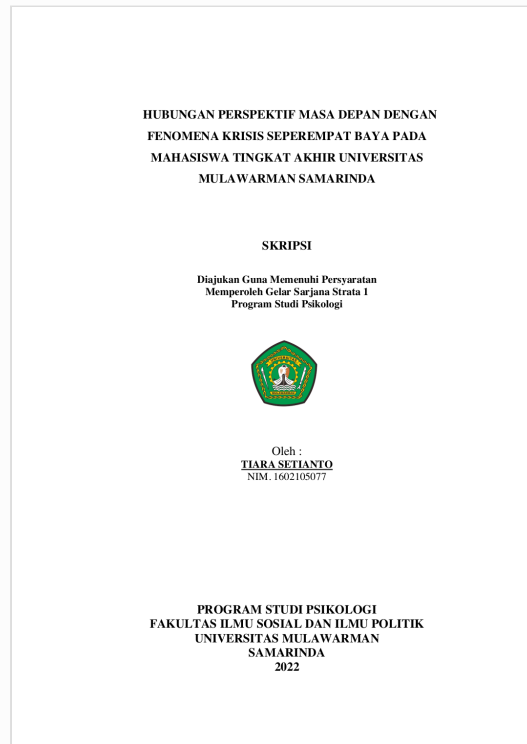 HUBUNGAN PERSPEKTIF MASA DEPAN DENGAN
FENOMENA KRISIS SEPEREMPAT BAYA PADA
MAHASISWA TINGKAT AKHIR UNIVERSITAS
MULAWARMAN SAMARINDA
SKRIPSI
Diajukan Guna Memenuhi Persyaratan
Memperoleh Gelar Sarjana Strata 1
Program Studi Psikologi
UNIVERSITAS
MULAWARMAN
Oleh :
TIARA SETIANTO
NIM. 1602105077
PROGRAM STUDI PSIKOLOGI
FAKULTAS ILMU SOSIAL DAN ILMU POLITIK
UNIVERSITAS MULAWARMAN
SAMARINDA
2022